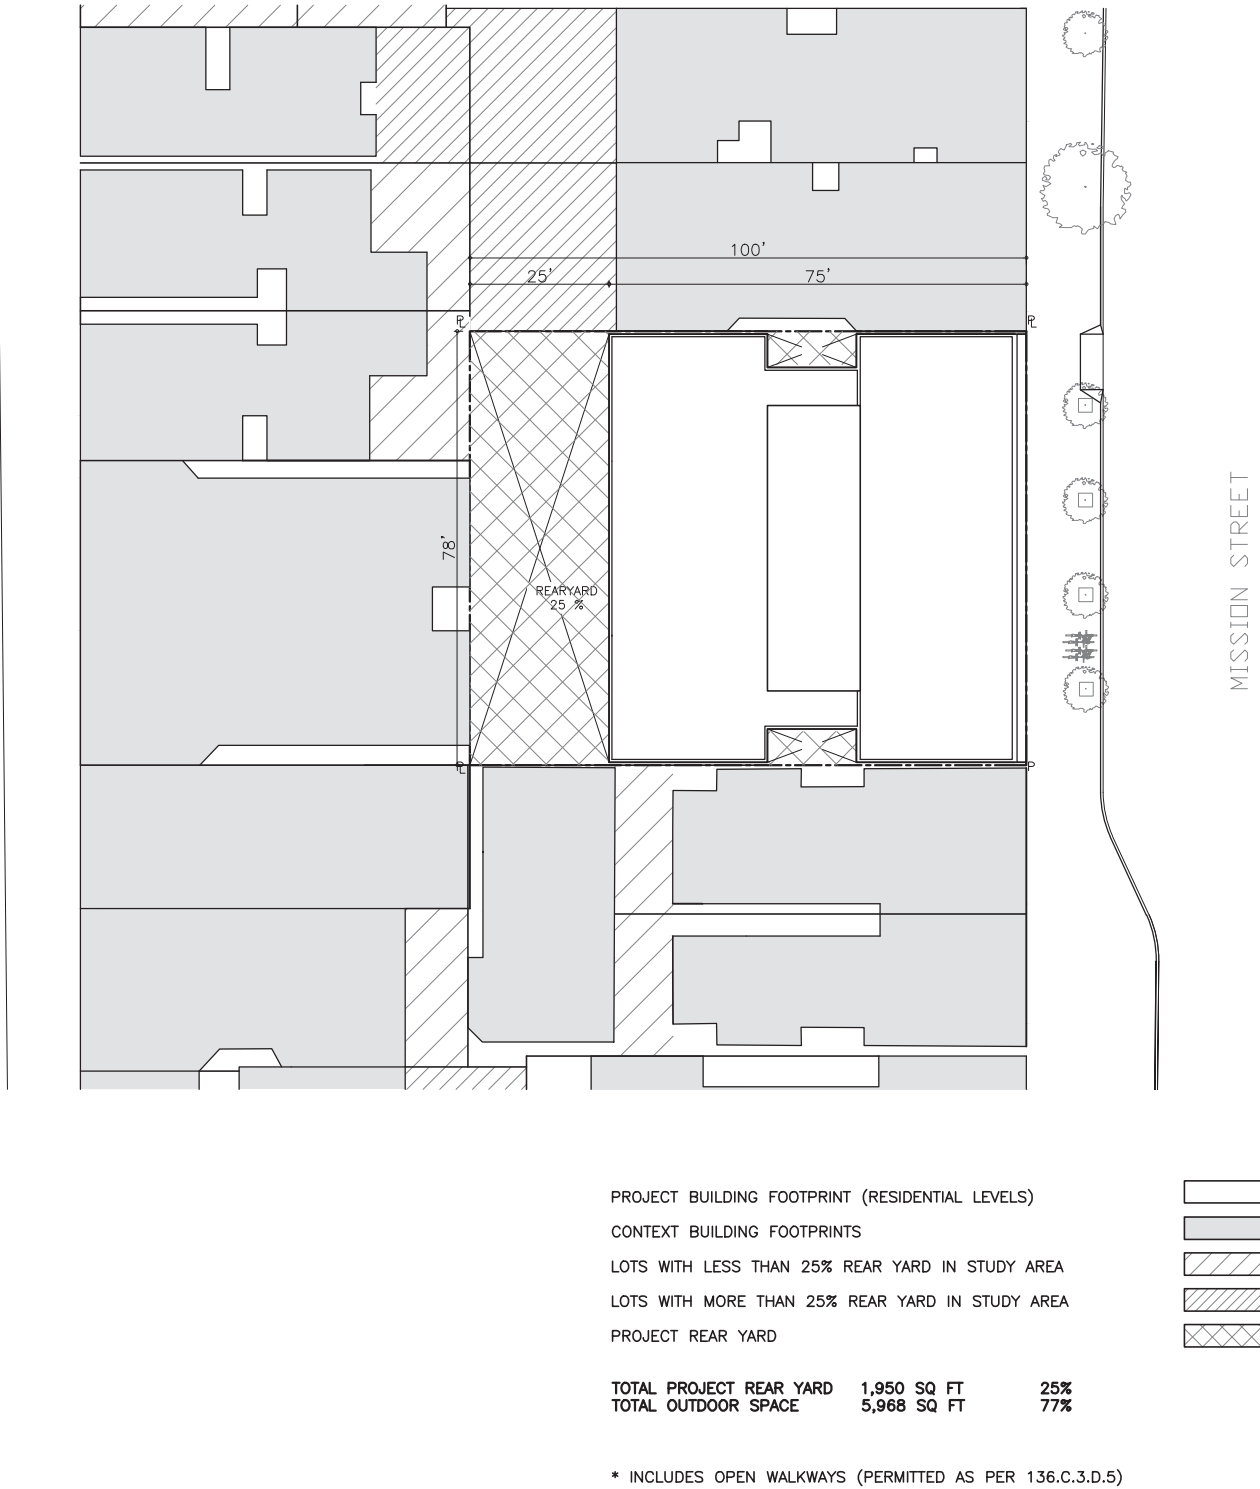 100'
25' 75'
PL PL
78'
REARYARD
25 %
MISSION STREET
PL P
PROJECT BUILDING FOOTPRINT (RESIDENTIAL LEVELS)
CONTEXT BUILDING FOOTPRINTS
LOTS WITH LESS THAN 25% REAR YARD IN STUDY AREA
LOTS WITH MORE THAN 25% REAR YARD IN STUDY AREA
PROJECT REAR YARD
TOTAL PROJECT REAR YARD 1,950 SQ FT 25%
TOTAL OUTDOOR SPACE 5,968 SQ FT 77%
* INCLUDES OPEN WALKWAYS (PERMITTED AS PER 136.C.3.D.5)